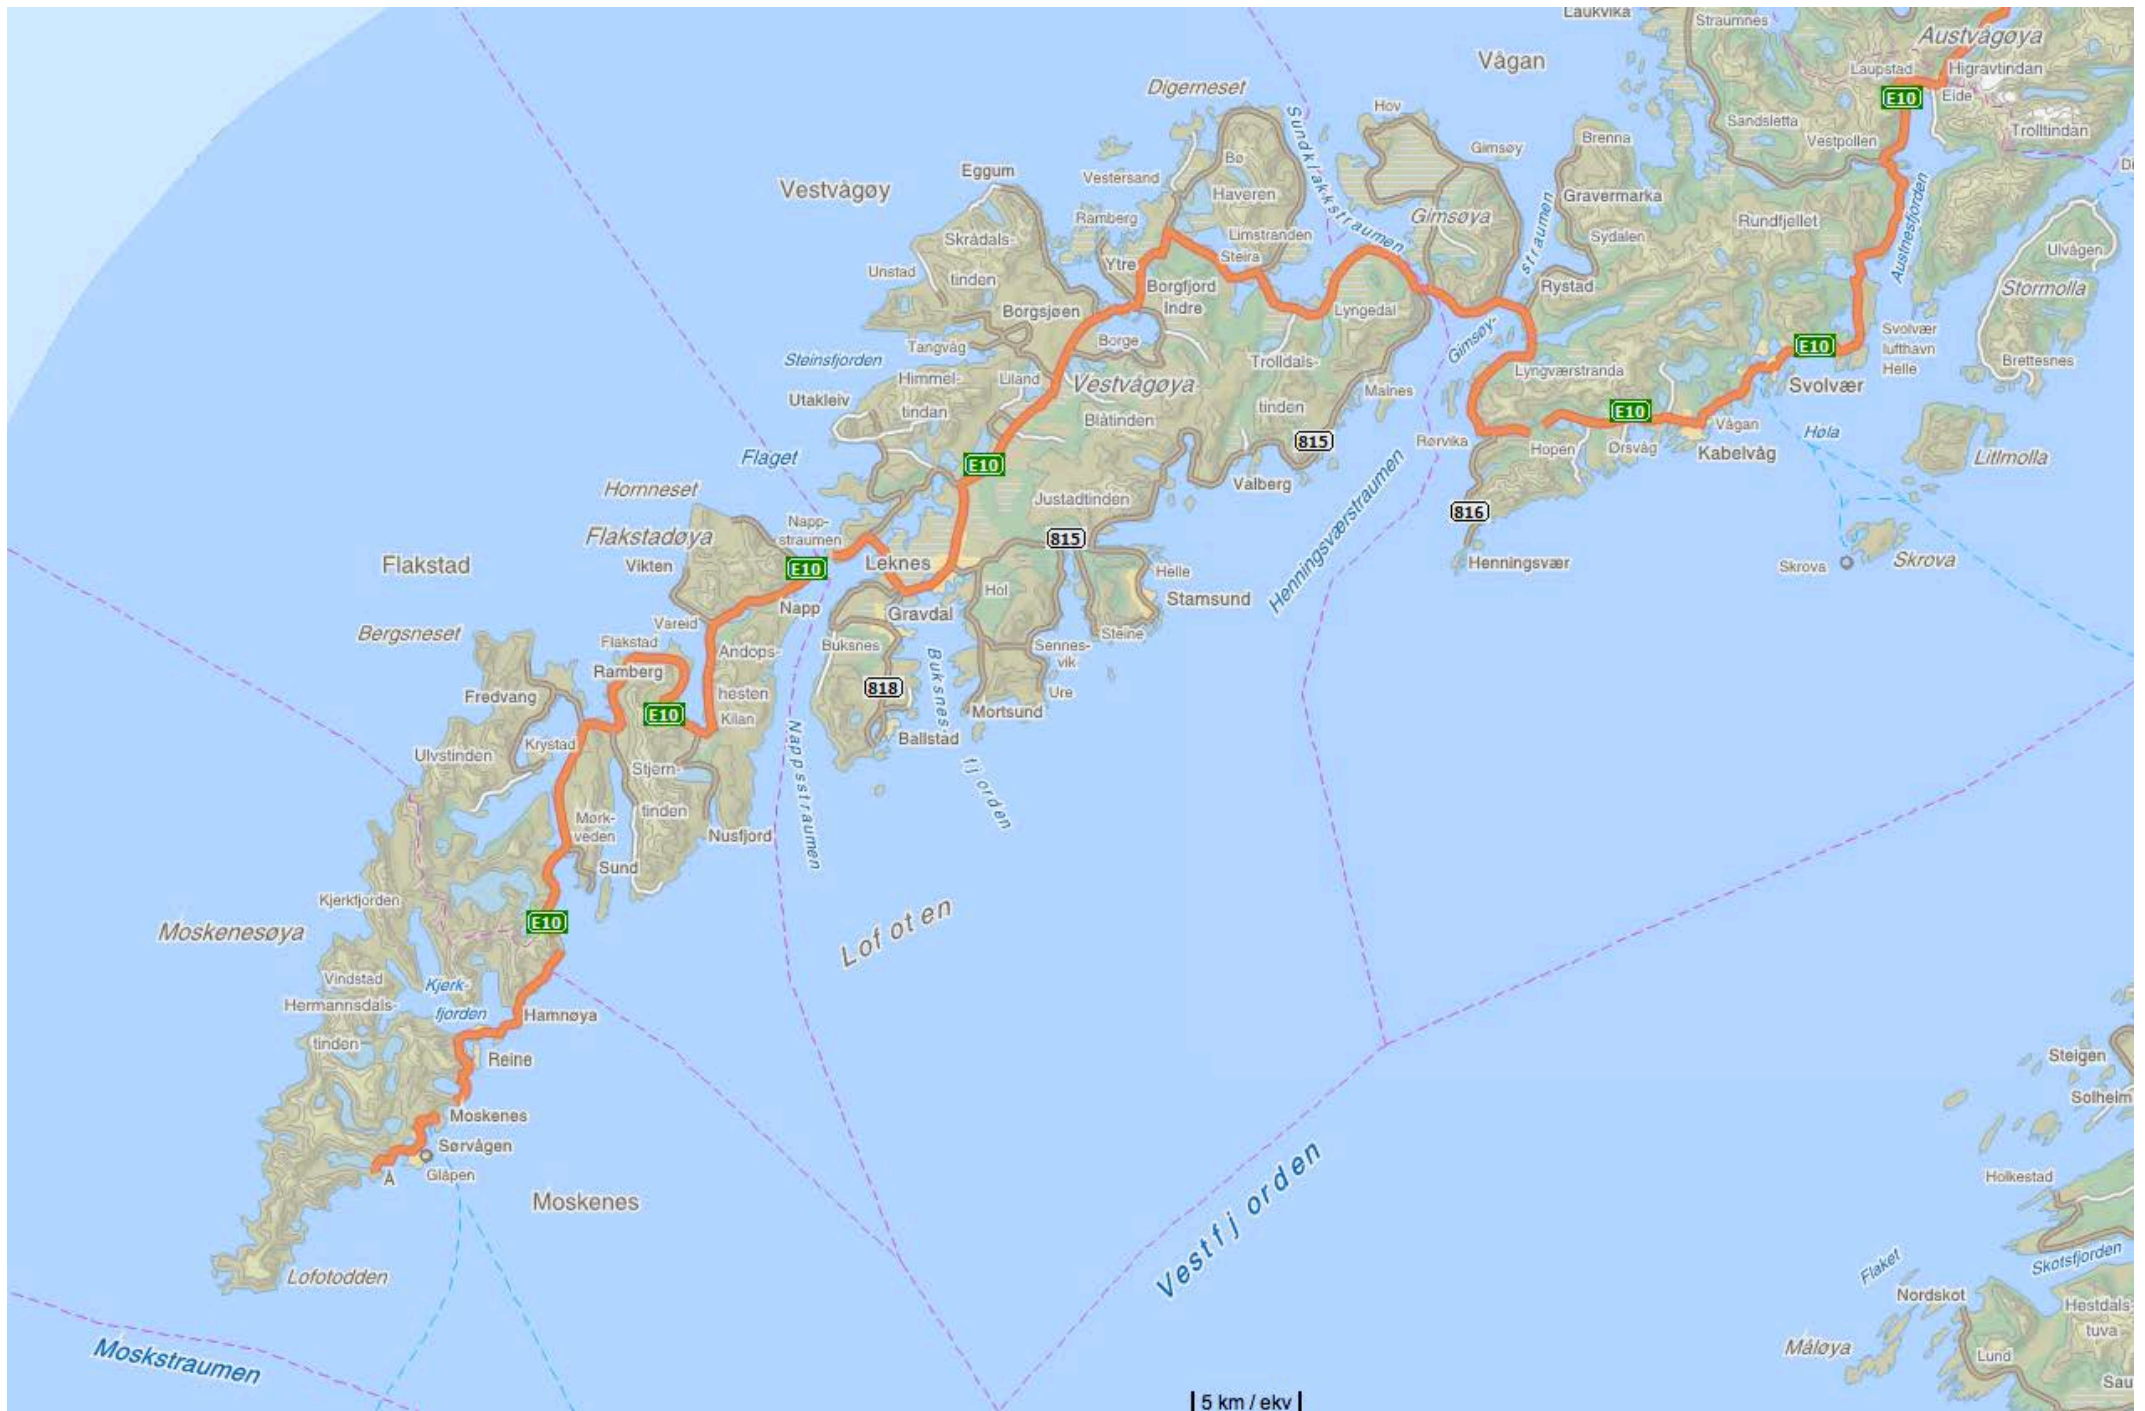 Laukvika
Straumnes
Austvågøya
Vågan
Laupstad
Higravtindan
Digerneset
E10
Eide
Hov
Sandsletta
Trolltindan
Vestpollen
Brenna
Sundklakkstraumen
Gimsøy
Bø
Eggum
Vestersand
Vestvågøy
Haveren
Gravermarka
Ramberg
Gimsøya
Rundfjellet
Austnesfjorden
Skrådals-
tinden
Limstranden
Sydalen
Ulvågen
Steira
straumen
Ytre
Unstad
Borgfjord
Indre
Rystad
Stormolla
Borgsjøen
Lyngedal
Gimsøy-
Svolvær
lufthavn
Helle
Tangvåg
Borge
E10
Steinsfjorden
Trolldals-
tinden
Brettesnes
Himmel-
tindan
Liland
Vestvågøya
Lyngværstranda
Svolvær
Malnes
Utakleiv
Blåtinden
E10
Vågan
Høla
815
Rørvika
Hopen
Ørsvåg
Kabelvåg
Litlmolla
Flaget
E10
Valberg
Henningsværstraumen
Hornneset
Justadtinden
816
Napp-
straumen
Flakstadøya
815
Flakstad
Vikten
E10
Leknes
Henningsvær
Skrova
Skrova
Helle
Hol
Stamsund
Napp
Gravdal
Vareid
Bergsneset
Steine
Flakstad
Buksnes
Sennes-
vik
Andops-
hesten
Ramberg
Buksnes-
fjorden
818
Ure
Fredvang
E10
Kilan
Mortsund
Krystad
Ballstad
Nappsstraumen
Ulvstinden
Stjern-
tinden
Mørk-
veden
Nusfjord
Sund
Kjerkfjorden
Lofoten
E10
Moskenesøya
Vindstad
Kjerk-
fjorden
Hermannsdals-
tinden
Hamnøya
Reine
Steigen
Solheim
Moskenes
Sørvågen
Glåpen
Å
Holkestad
Moskenes
Vestfjorden
Skotsfjorden
Flaket
Lofotodden
Nordskot
Hestdals-
tuva
Måløya
Moskstraumen
Lund
Sau
5 km / ekv